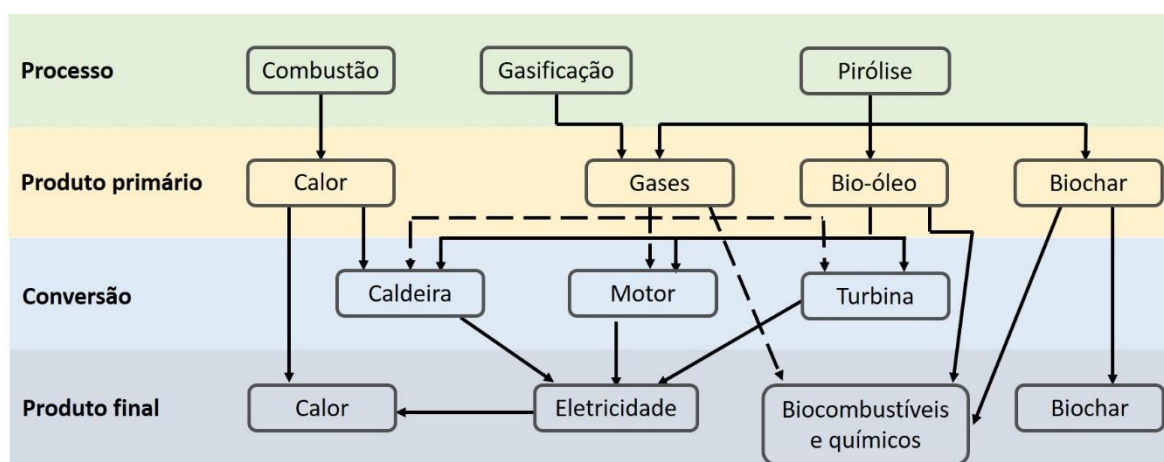 Processo
Combustão
Gasificação
Pirólise
Produto primário
Calor
Gases
Bio-óleo
Biochar
Conversão
Caldeira
Motor
Turbina
Produto final
Calor
Eletricidade
Biocombustíveis
e químicos
Biochar